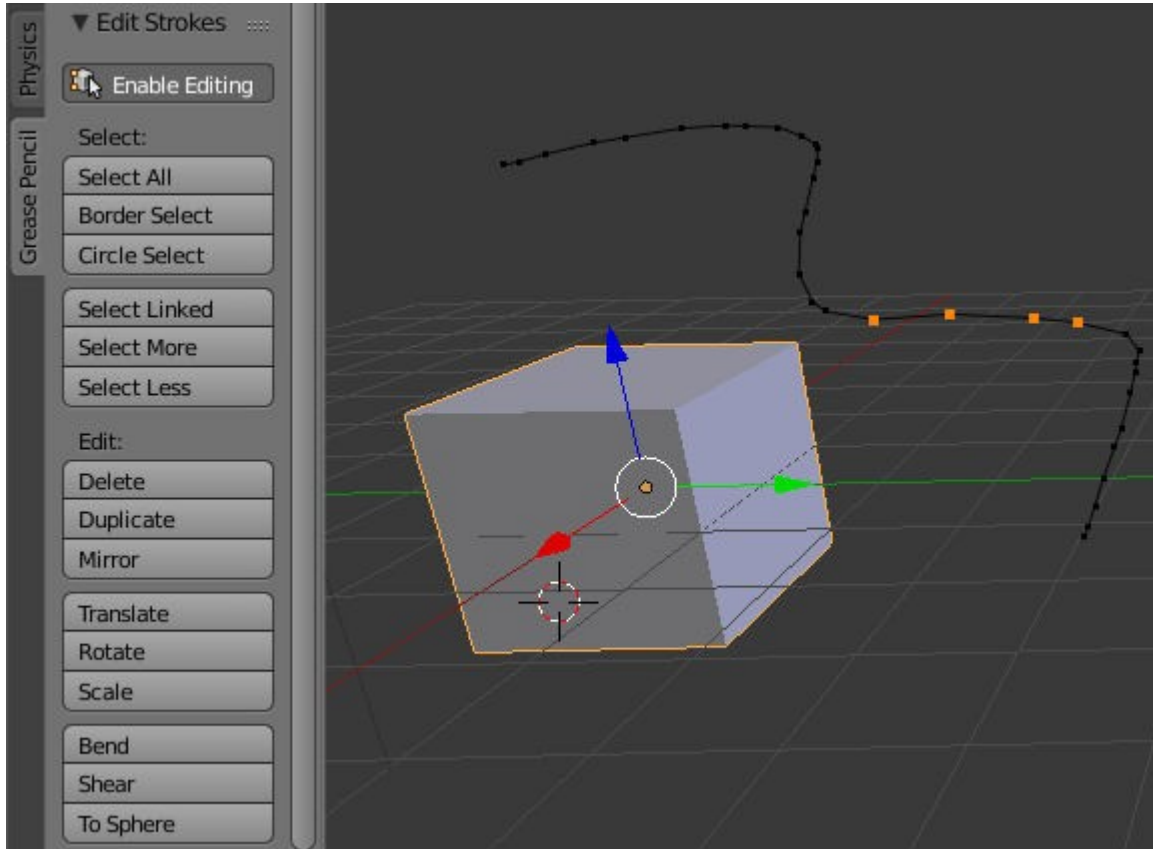 Physics
Grease Pencil
Edit Strokes
Enable Editing
Select:
Select All
Border Select
Circle Select
Select Linked
Select More
Select Less
Edit:
Delete
Duplicate
Mirror
Translate
Rotate
Scale
Bend
Shear
To Sphere